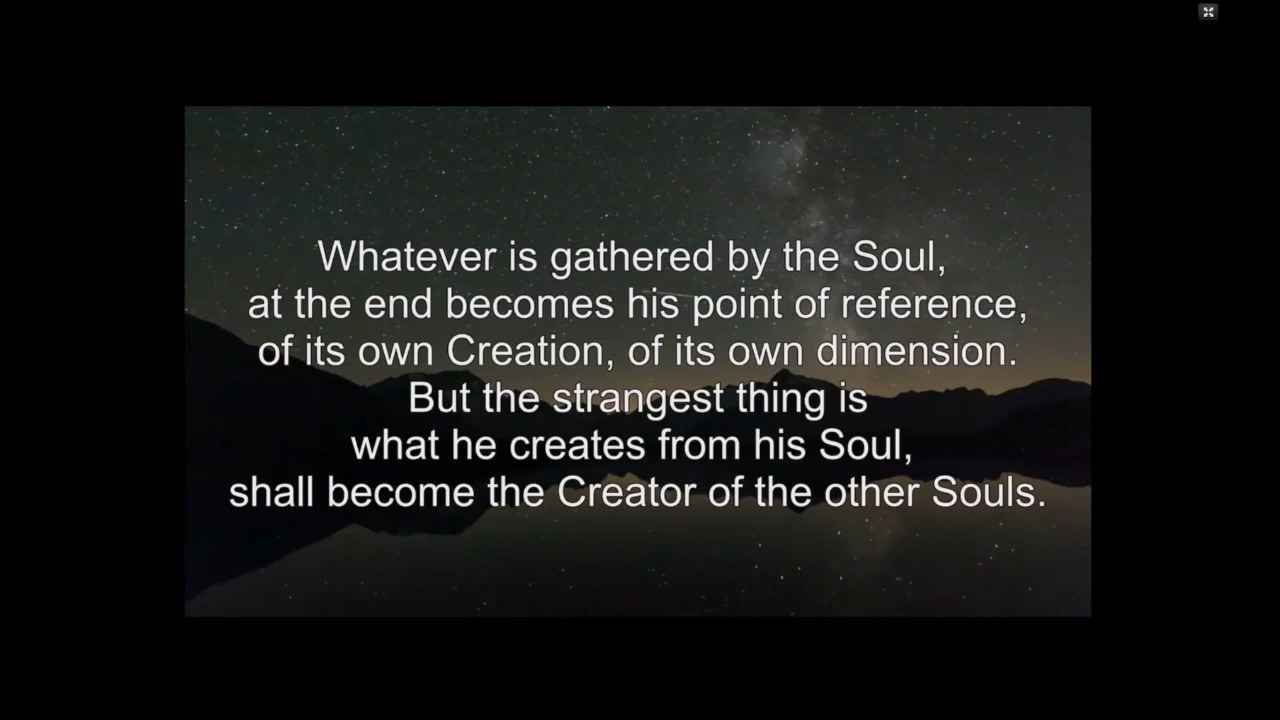 Whatever is gathered by the Soul,
at the end becomes his point of reference,
of its own Creation, of its own dimension.
But the strangest thing is
what he creates from his Soul,
shall become the Creator of the other Souls.